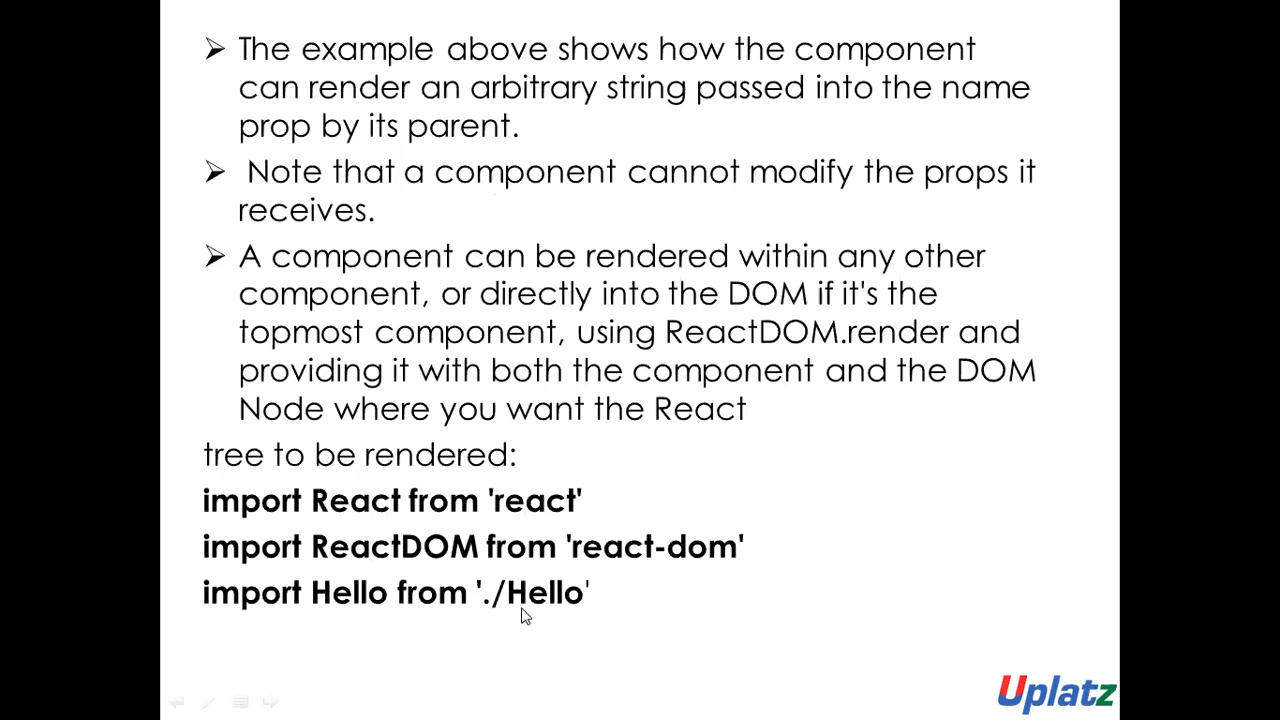 ➢ The example above shows how the component
can render an arbitrary string passed into the name
prop by its parent.
➢ Note that a component cannot modify the props it
receives.
➢ A component can be rendered within any other
component, or directly into the DOM if it's the
topmost component, using ReactDOM.render and
providing it with both the component and the DOM
Node where you want the React
tree to be rendered:
import React from 'react'
import ReactDOM from 'react-dom'
import Hello from './Hello'
Uplatz